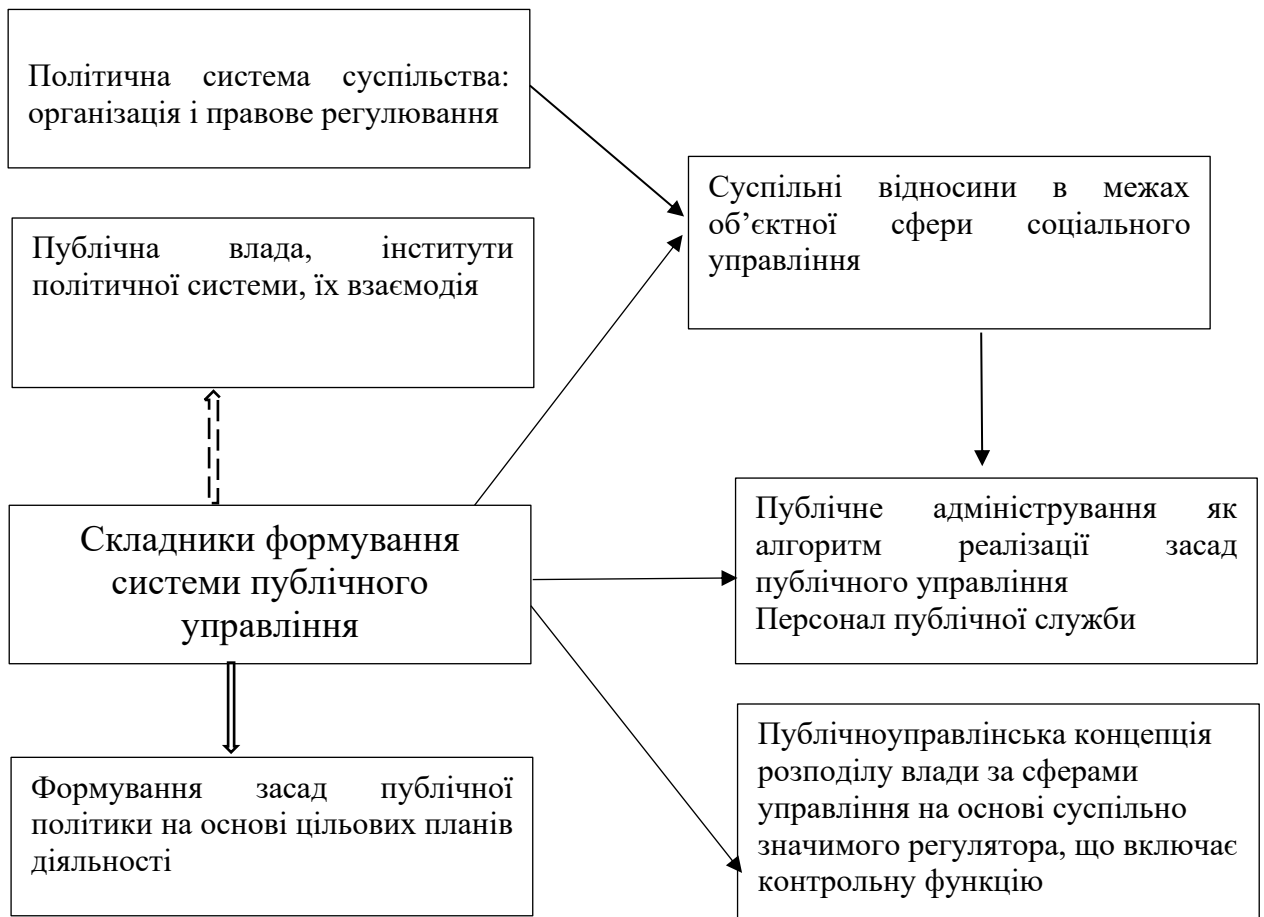 Політична система суспільства:
організація і правове регулювання
Публічна влада, інститути
політичної системи, їх взаємодія
Складники формування
системи публічного
управління
Формування засад публічної
політики на основі цільових планів
діяльності
Суспільні відносини в межах
об’єктної сфери соціального
управління
Публічне адміністрування як
алгоритм реалізації засад
публічного управління
Персонал публічної служби
Публічноуправлінська концепція
розподілу влади за сферами
управління на основі суспільно
значимого регулятора, що включає
контрольну функцію